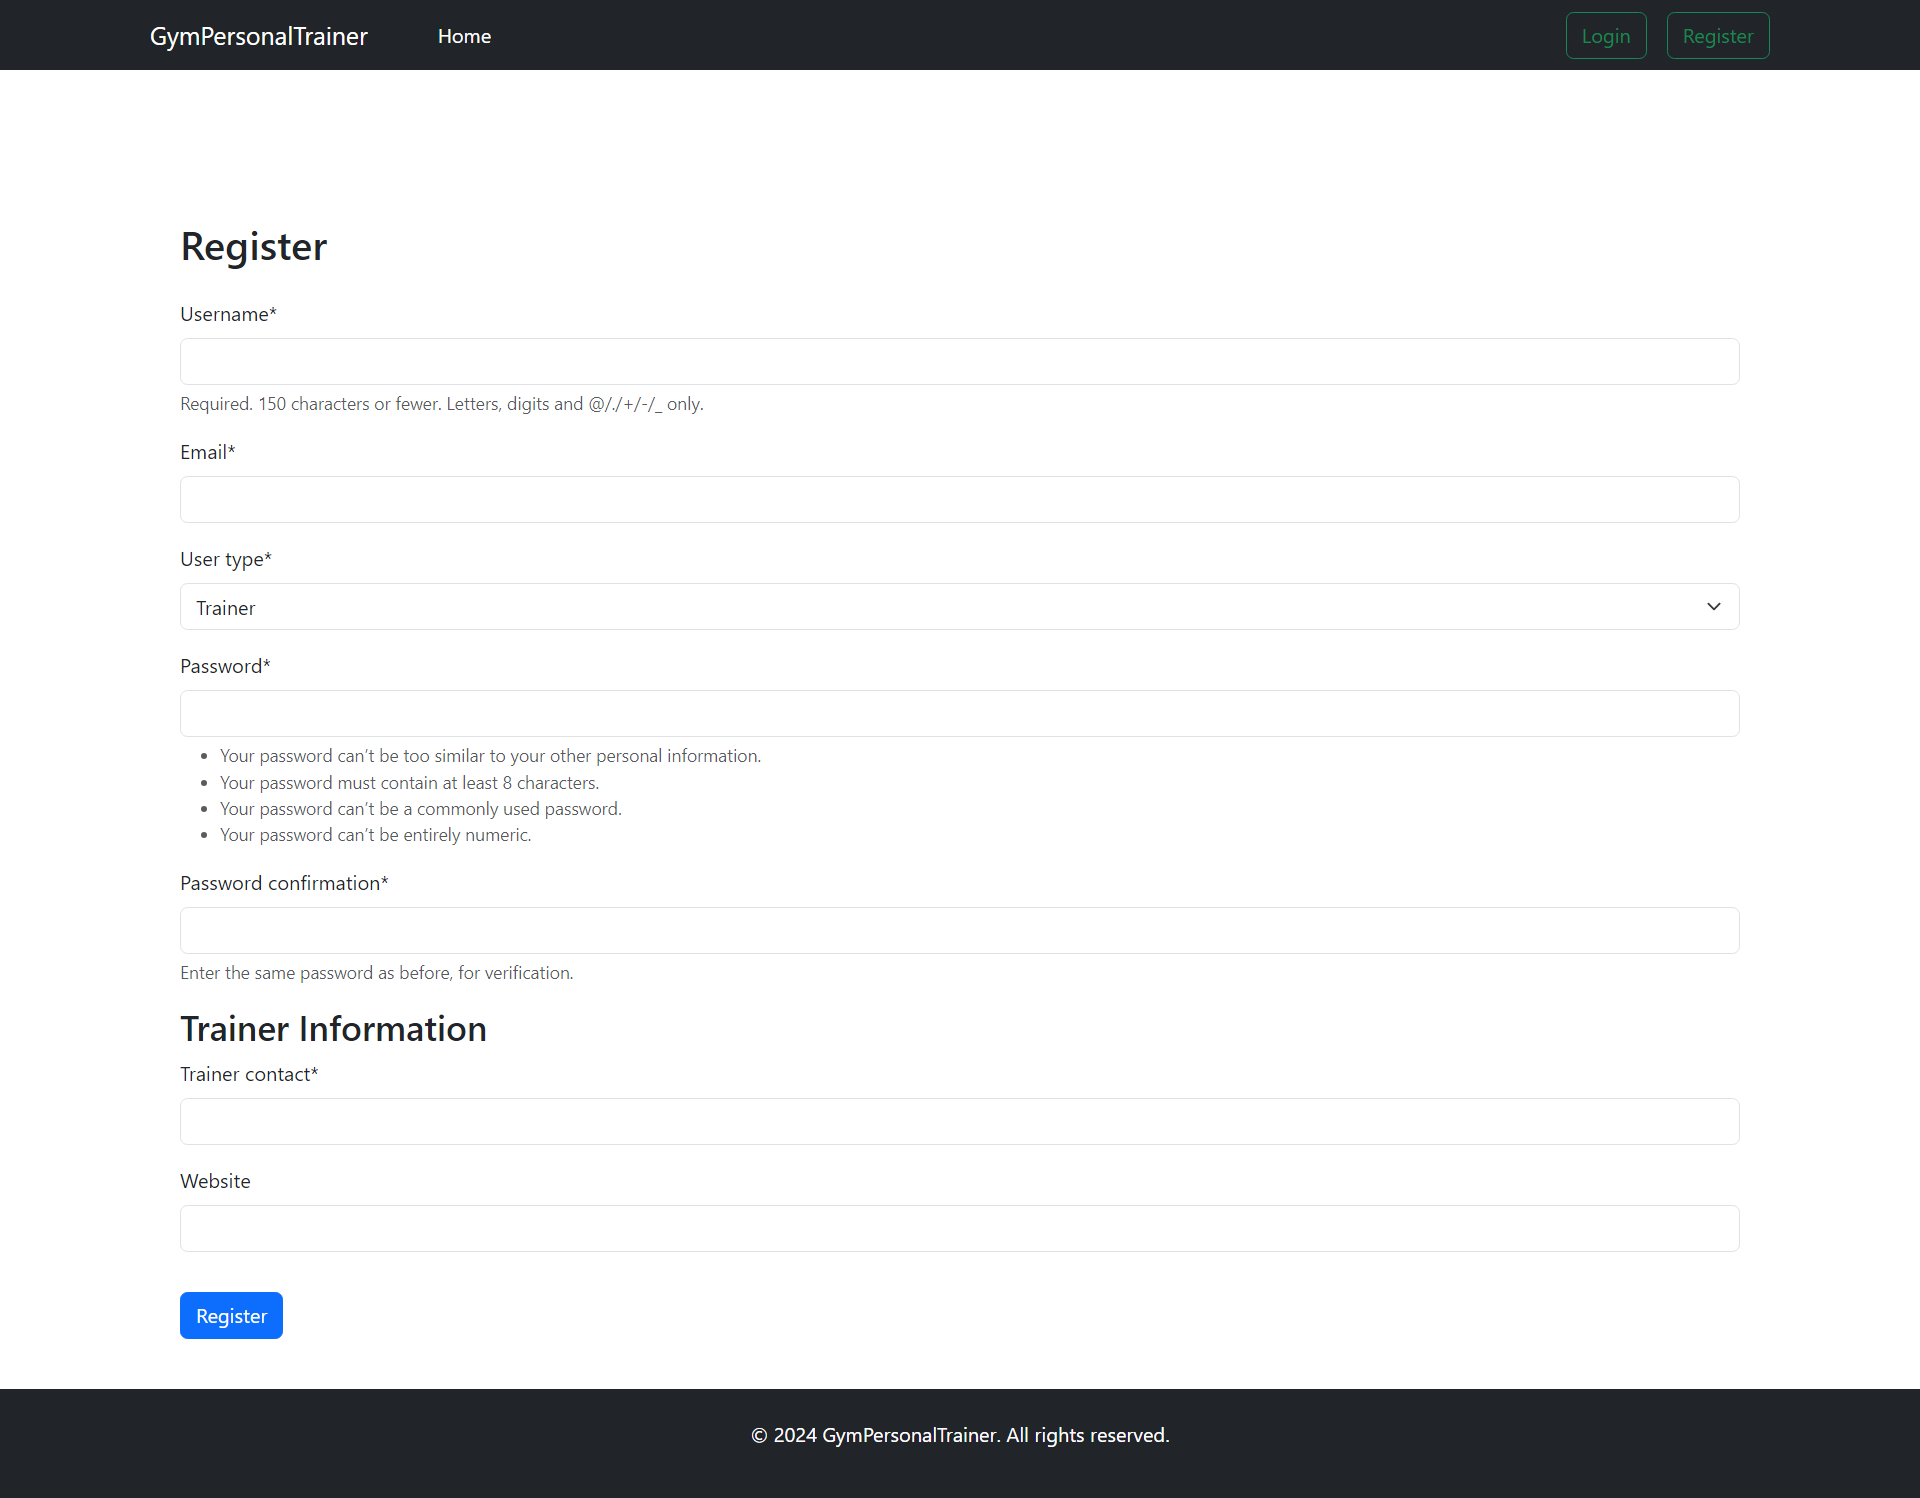 GymPersonalTrainer Home Login Register
Register
Username*
Required. 150 characters or fewer. Letters, digits and @/./+/-/_ only.
Email*
User type*
Trainer
Password*
• Your password can’t be too similar to your other personal information.
• Your password must contain at least 8 characters.
• Your password can’t be a commonly used password.
• Your password can’t be entirely numeric.
Password confirmation*
Enter the same password as before, for verification.
Trainer Information
Trainer contact*
Website
Register
© 2024 GymPersonalTrainer. All rights reserved.